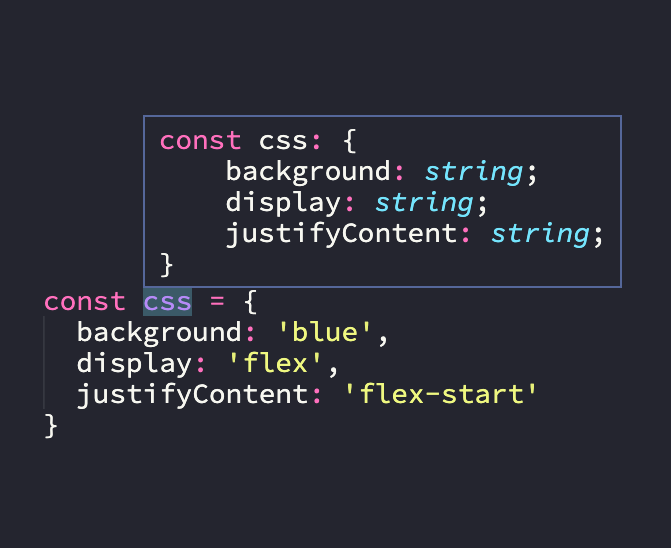 const css: {
    background: string;
    display: string;
    justifyContent: string;
}
const css = {
  background: 'blue',
  display: 'flex',
  justifyContent: 'flex-start'
}